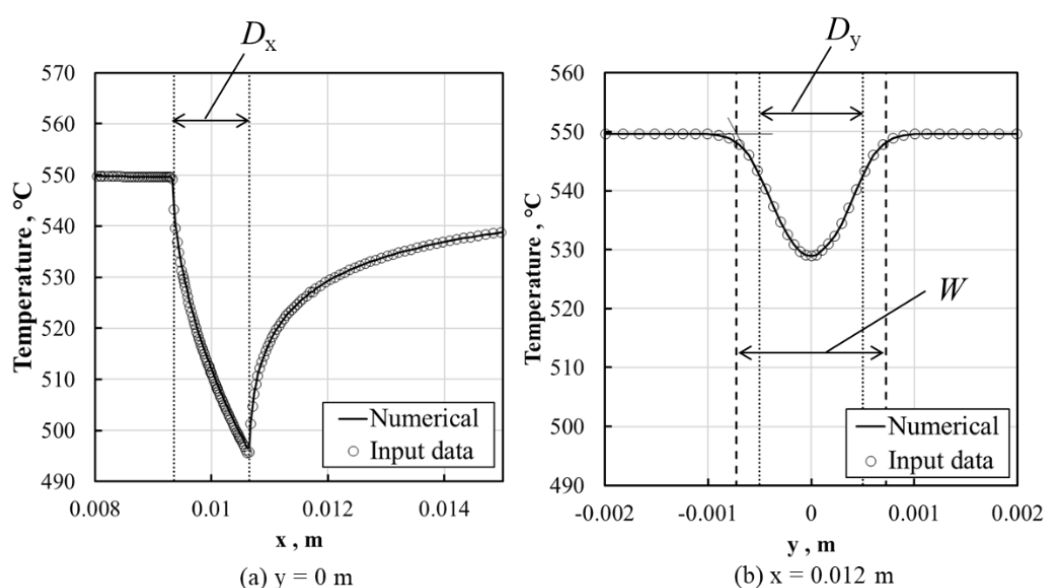 Dx
570
560
550
540
530
520
510
500
490
Temperature , °C
Numerical
Input data
0.008
0.01
0.012
0.014
x , m
(a) y = 0 m
Dy
560
550
540
530
520
510
500
490
Temperature , °C
W
Numerical
Input data
-0.002
-0.001
0
0.001
0.002
y , m
(b) x = 0.012 m